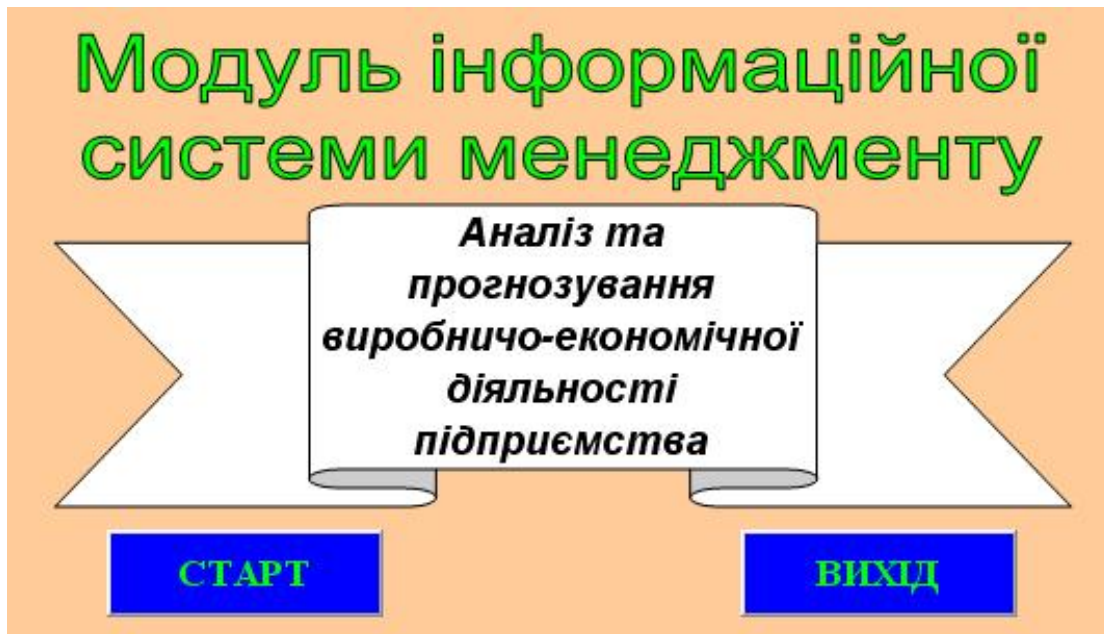 Модуль інформаційної
системи менеджменту
Аналіз та
прогнозування
виробничо-економічної
діяльності
підприємства
СТАРТ
ВИХІД